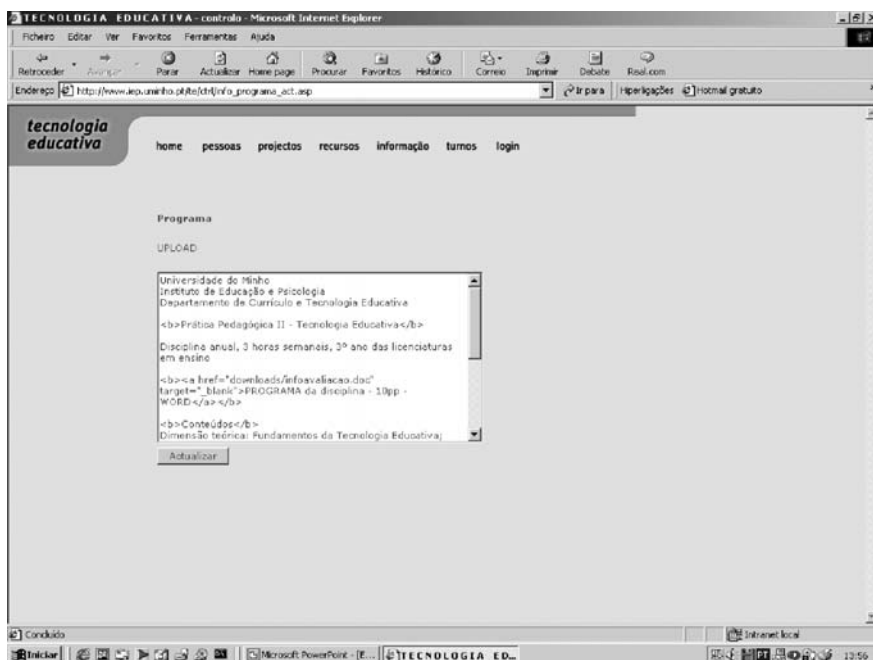 TECNOLOGIA EDUCATIVA - controlo - Microsoft Internet Explorer
Ficheiro Editar Ver Favoritos Ferramentas Ajuda
Retroceder Avançar Parar Actualizar Home page Procurar Favoritos Histórico Correio Imprimir Debate Real.com
Endereço http://www.iep.uminho.pt/te/ctrl/info_programa_act.asp Ir para Hiperligações Hotmail gratuito
tecnologia
educativa
home pessoas projectos recursos informação turnos login
Programa
UPLOAD
Universidade do Minho
Instituto de Educação e Psicologia
Departamento de Currículo e Tecnologia Educativa
<b>Prática Pedagógica II - Tecnologia Educativa</b>
Disciplina anual, 3 horas semanais, 3º ano das licenciaturas
em ensino
<b><a href="downloads/infoavaliacao.doc"
target="_blank">PROGRAMA da disciplina - 10pp -
WORD</a></b>
<b>Conteúdos</b>
Dimensão teórica: Fundamentos da Tecnologia Educativa;
Actualizar
Concluído Intranet local
Iniciar Microsoft PowerPoint - [E... TECNOLOGIA ED... PT 13:56